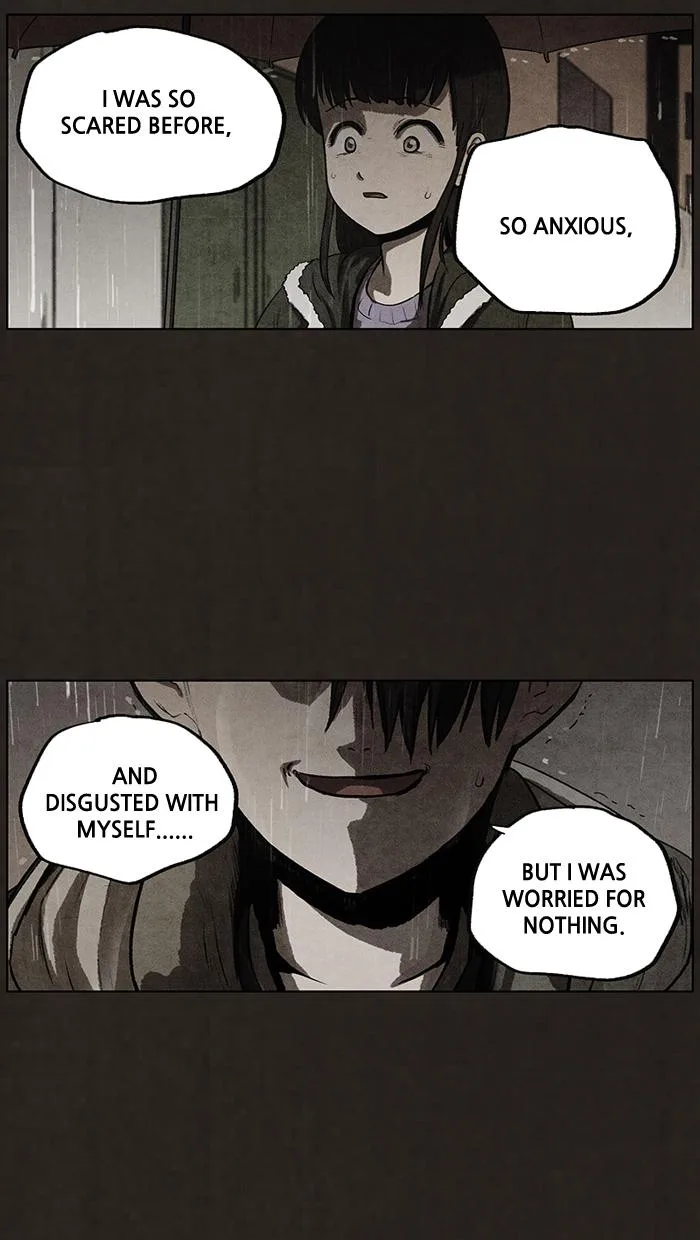 I WAS SO
SCARED BEFORE,
SO ANXIOUS,
AND
DISGUSTED WITH
MYSELF......
BUT I WAS
WORRIED FOR
NOTHING.